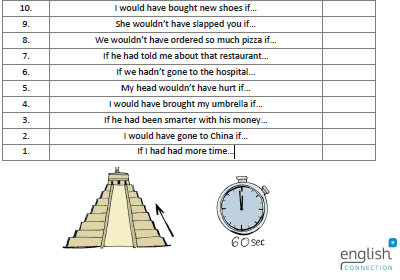 10. I would have bought new shoes if...
9. She wouldn't have slapped you if...
8. We wouldn't have ordered so much pizza if...
7. If he had told me about that restaurant...
6. If we hadn't gone to the hospital...
5. My head wouldn't have hurt if...
4. I would have brought my umbrella if...
3. If he had been smarter with his money...
2. I would have gone to China if...
1. If I had had more time...
60 sec
english
CONNECTION